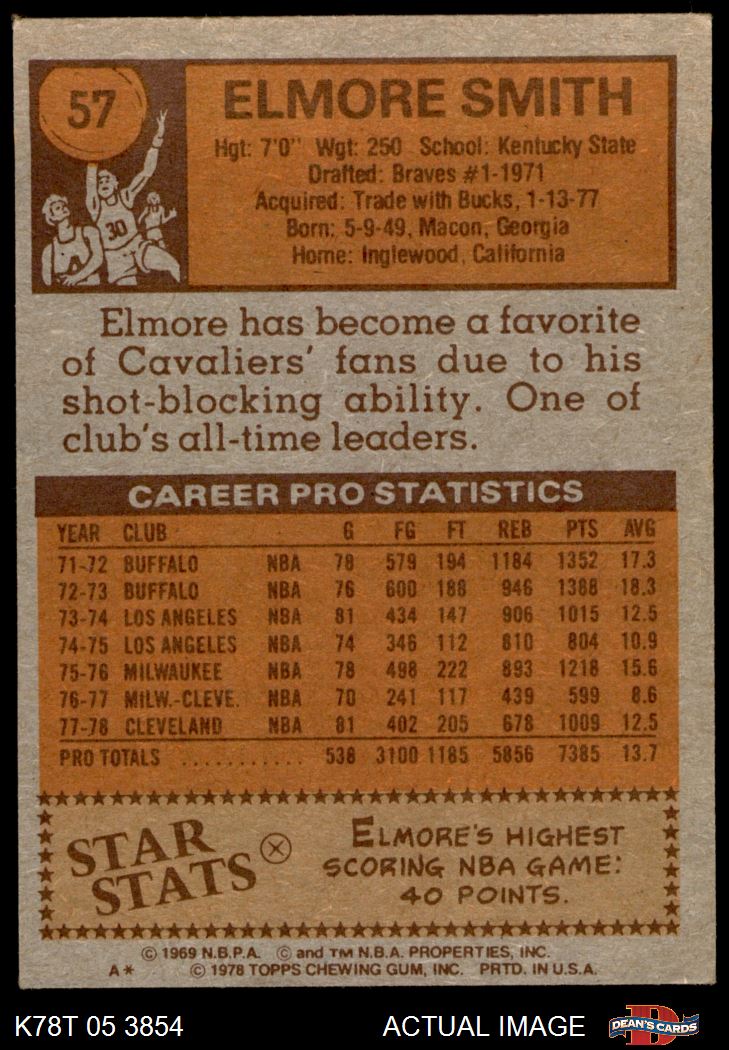 57
ELMORE SMITH
Hgt: 7'0" Wgt: 250 School: Kentucky State
Drafted: Braves #1-1971
Acquired: Trade with Bucks, 1-13-77
Born: 5-9-49, Macon, Georgia
Home: Inglewood, California
30
Elmore has become a favorite
of Cavaliers' fans due to his
shot-blocking ability. One of
club's all-time leaders.
CAREER PRO STATISTICS
YEAR CLUB G FG FT REB PTS AVG
71-72 BUFFALO NBA 78 579 194 1184 1352 17.3
72-73 BUFFALO NBA 76 600 188 946 1388 18.3
73-74 LOS ANGELES NBA 81 434 147 906 1015 12.5
74-75 LOS ANGELES NBA 74 346 112 810 804 10.9
75-76 MILWAUKEE NBA 78 498 222 893 1218 15.6
76-77 MILW.-CLEVE. NBA 70 241 117 439 599 8.6
77-78 CLEVELAND NBA 81 402 205 678 1009 12.5
PRO TOTALS ........... 538 3100 1185 5856 7385 13.7
STAR
STATS
ELMORE'S HIGHEST
SCORING NBA GAME:
40 POINTS.
© 1969 N.B.P.A. © and TM N.B.A. PROPERTIES, INC.
A* © 1978 TOPPS CHEWING GUM, INC. PRTD. IN U.S.A.
K78T 05 3854 ACTUAL IMAGE DEAN'S CARDS